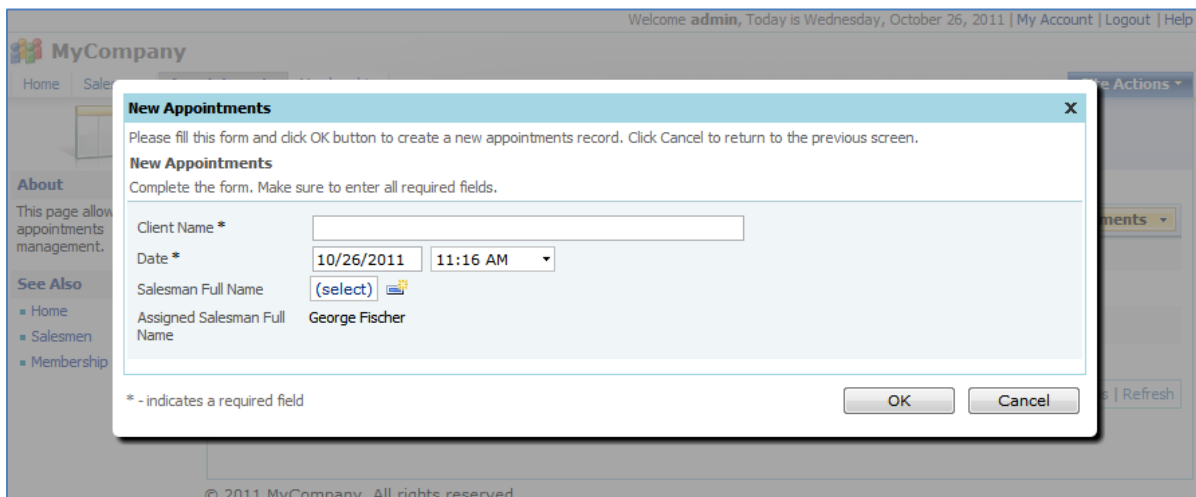 Welcome admin, Today is Wednesday, October 26, 2011 | My Account | Logout | Help
MyCompany
Home
New Appointments
x
Please fill this form and click OK button to create a new appointments record. Click Cancel to return to the previous screen.
New Appointments
Complete the form. Make sure to enter all required fields.
Client Name *
Date * 10/26/2011 11:16 AM
Salesman Full Name (select)
Assigned Salesman Full Name George Fischer
* - indicates a required field
OK Cancel
Actions
About
This page allow
appointments
management.
See Also
Home
Salesmen
Membership
| Refresh
© 2011 MyCompany. All rights reserved.